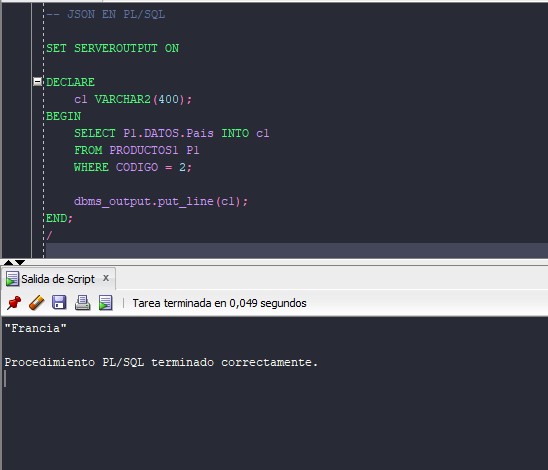 -- JSON EN PL/SQL
SET SERVEROUTPUT ON
DECLARE
c1 VARCHAR2(400);
BEGIN
SELECT P1.DATOS.Pais INTO c1
FROM PRODUCTOS1 P1
WHERE CODIGO = 2;
dbms_output.put_line(c1);
END;
/
Salida de Script x
Tarea terminada en 0,049 segundos
"Francia"
Procedimiento PL/SQL terminado correctamente.